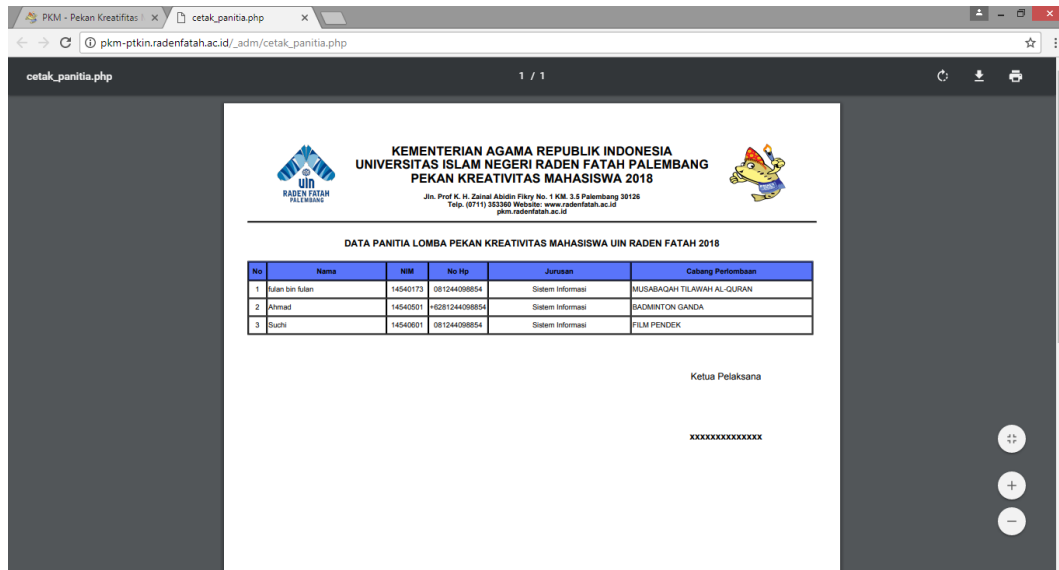 PKM - Pekan Kreatifitas
cetak_panitia.php
pkm-ptkin.radenfatah.ac.id/_adm/cetak_panitia.php
cetak_panitia.php
1 / 1
KEMENTERIAN AGAMA REPUBLIK INDONESIA
UNIVERSITAS ISLAM NEGERI RADEN FATAH PALEMBANG
PEKAN KREATIVITAS MAHASISWA 2018
Jln. Prof K. H. Zainal Abidin Fikry No. 1 KM. 3.5 Palembang 30126
Telp. (0711) 353360 Website: www.radenfatah.ac.id
pkm.radenfatah.ac.id
uin
RADEN FATAH
PALEMBANG
DATA PANITIA LOMBA PEKAN KREATIVITAS MAHASISWA UIN RADEN FATAH 2018
No Nama NIM No Hp Jurusan Cabang Perlombaan
1 fulan bin fulan 14540173 081244098854 Sistem Informasi MUSABAQAH TILAWAH AL-QURAN
2 Ahmad 14540501 +6281244098854 Sistem Informasi BADMINTON GANDA
3 Suchi 14540601 081244098854 Sistem Informasi FILM PENDEK
Ketua Pelaksana
xxxxxxxxxxxxxx